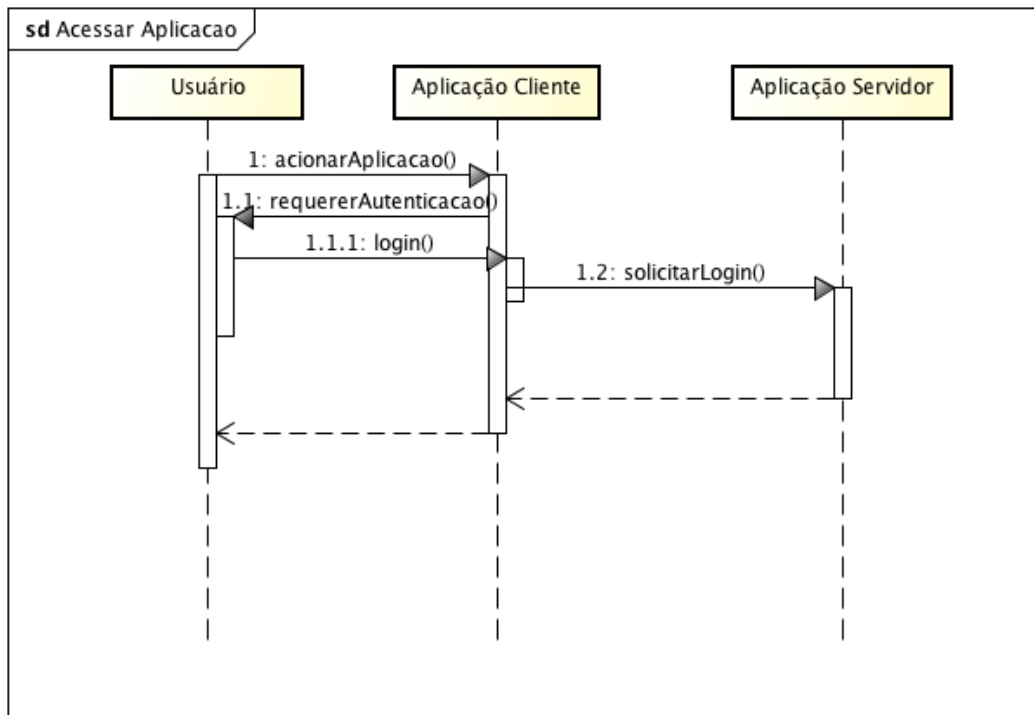 sd Acessar Aplicacao
Usuário
Aplicação Cliente
Aplicação Servidor
1: acionarAplicacao()
1.1: requererAutenticacao()
1.1.1: login()
1.2: solicitarLogin()